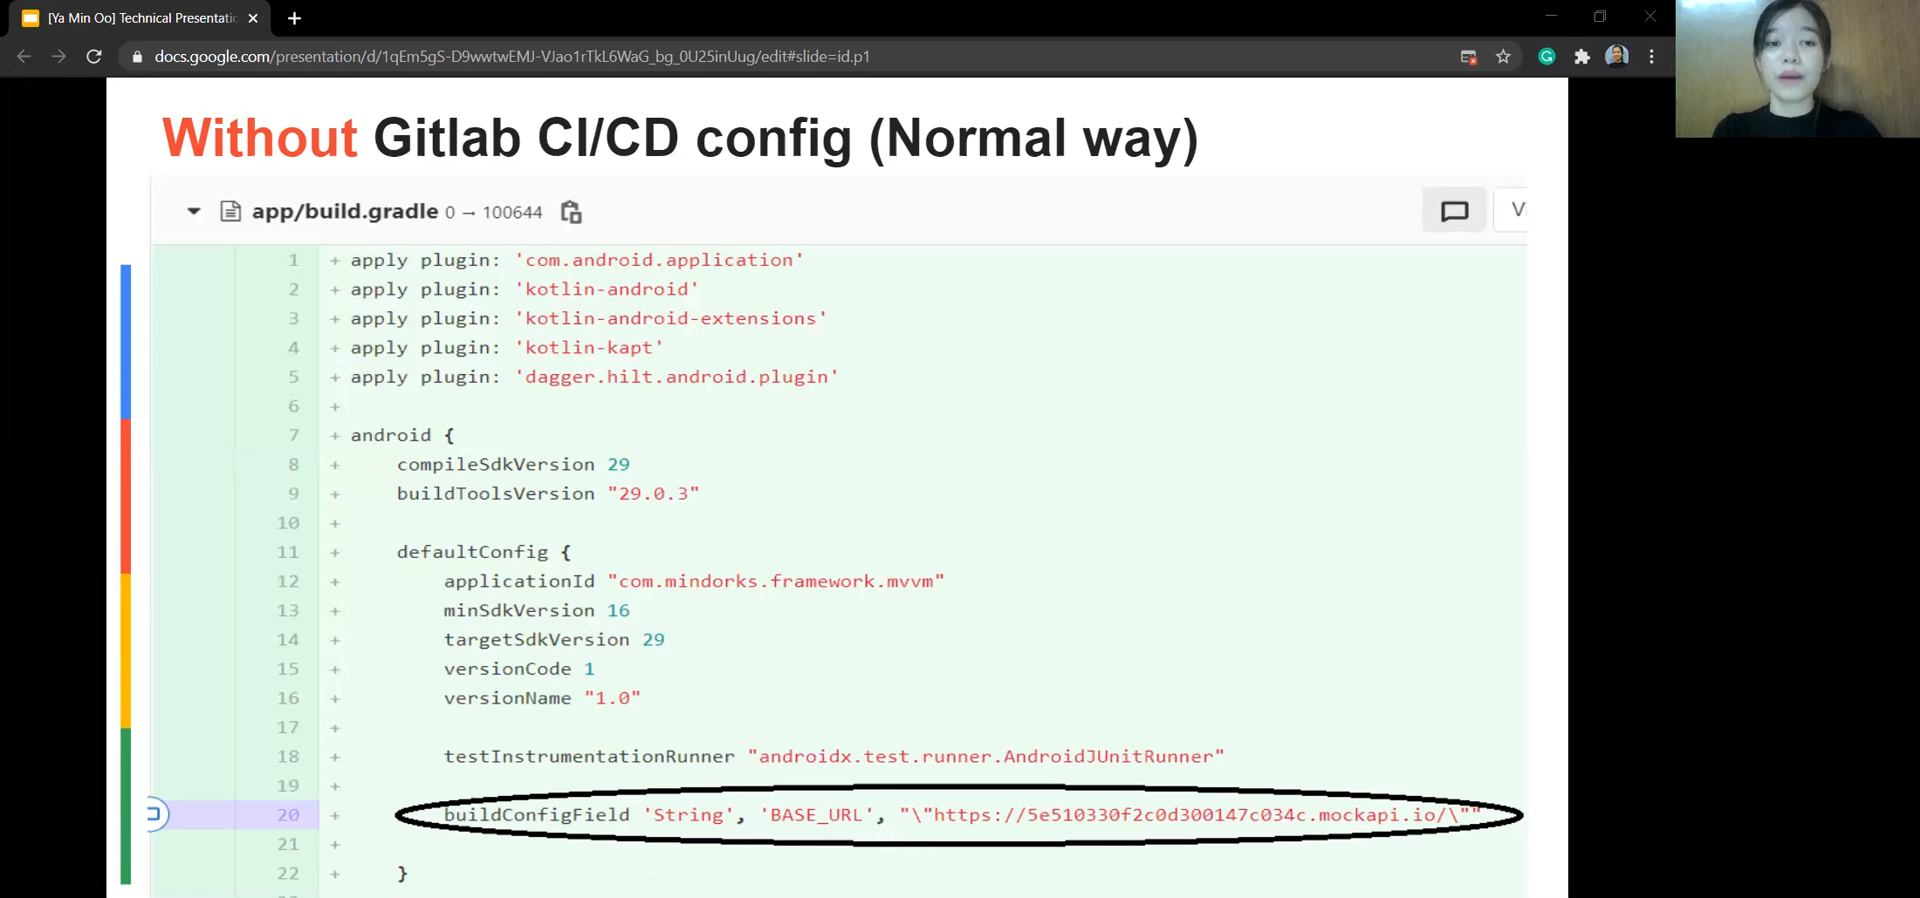 [Ya Min Oo] Technical Presentatio
docs.google.com/presentation/d/1qEm5gS-D9wwtwEMJ-VJao1rTkL6WaG_bg_0U25inUug/edit#slide=id.p1
Without Gitlab CI/CD config (Normal way)
app/build.gradle 0 → 100644
Vi
1 + apply plugin: 'com.android.application'
2 + apply plugin: 'kotlin-android'
3 + apply plugin: 'kotlin-android-extensions'
4 + apply plugin: 'kotlin-kapt'
5 + apply plugin: 'dagger.hilt.android.plugin'
6 +
7 + android {
8 + compileSdkVersion 29
9 + buildToolsVersion "29.0.3"
10 +
11 + defaultConfig {
12 + applicationId "com.mindorks.framework.mvvm"
13 + minSdkVersion 16
14 + targetSdkVersion 29
15 + versionCode 1
16 + versionName "1.0"
17 +
18 + testInstrumentationRunner "androidx.test.runner.AndroidJUnitRunner"
19 +
20 + buildConfigField 'String', 'BASE_URL', "\"https://5e510330f2c0d300147c034c.mockapi.io/\""
21 +
22 + }